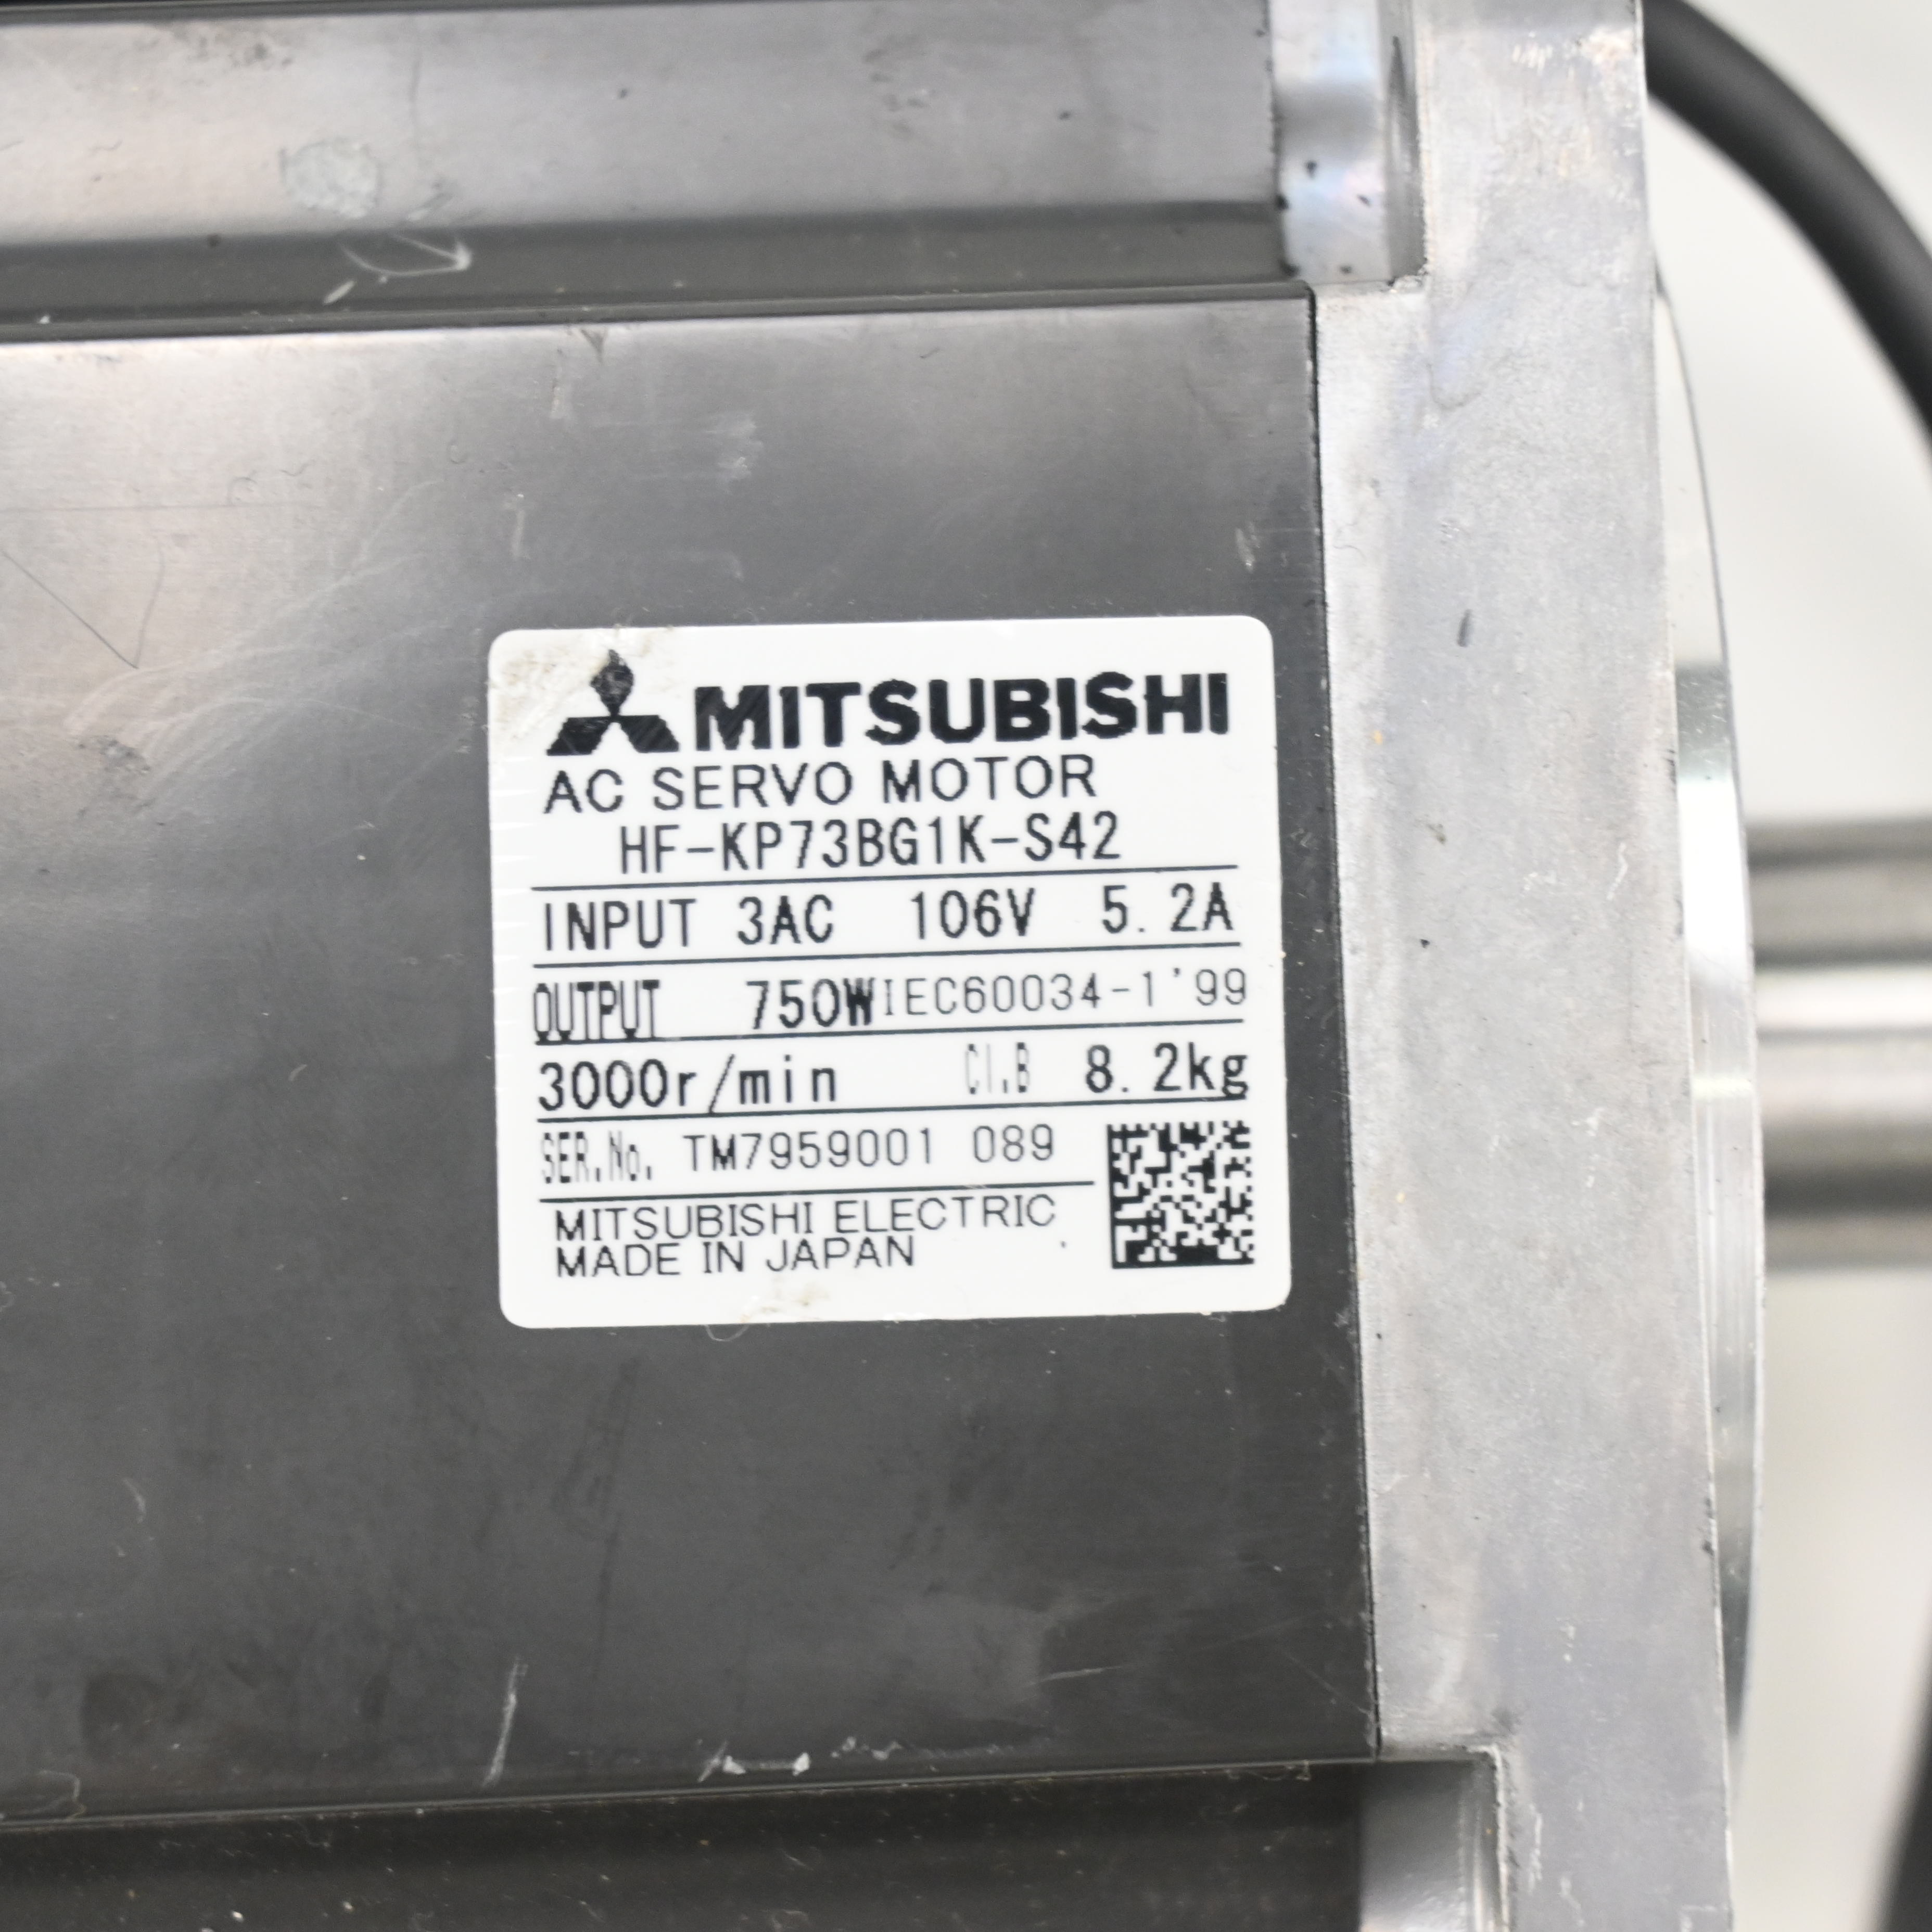 MITSUBISHI
AC SERVO MOTOR
HF-KP73BG1K-S42
INPUT 3AC 106V 5.2A
OUTPUT 750W IEC60034-1'99
3000r/min CI.B 8.2kg
SER.No. TM7959001 089
MITSUBISHI ELECTRIC
MADE IN JAPAN